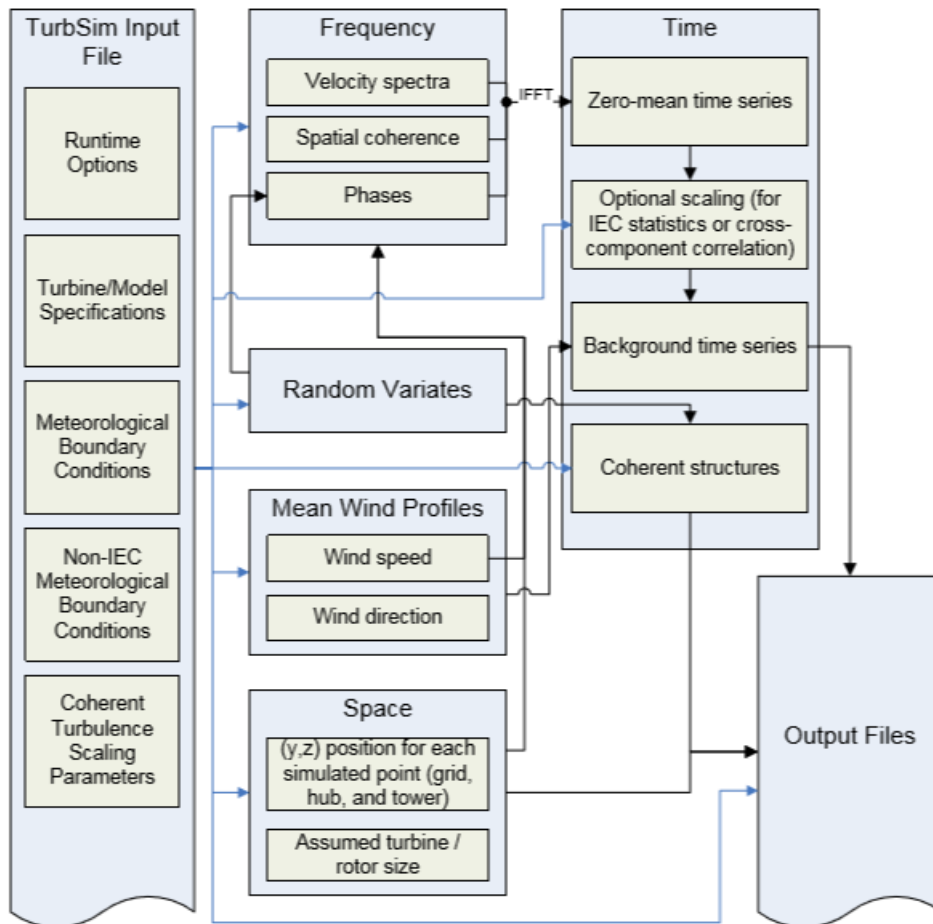 TurbSim Input
File
Runtime
Options
Turbine/Model
Specifications
Meteorological
Boundary
Conditions
Non-IEC
Meteorological
Boundary
Conditions
Coherent
Turbulence
Scaling
Parameters
Frequency
Velocity spectra
Spatial coherence
Phases
IFFT
Random Variates
Mean Wind Profiles
Wind speed
Wind direction
Space
(y,z) position for each
simulated point (grid,
hub, and tower)
Assumed turbine /
rotor size
Time
Zero-mean time series
Optional scaling (for
IEC statistics or cross-
component correlation)
Background time series
Coherent structures
Output Files